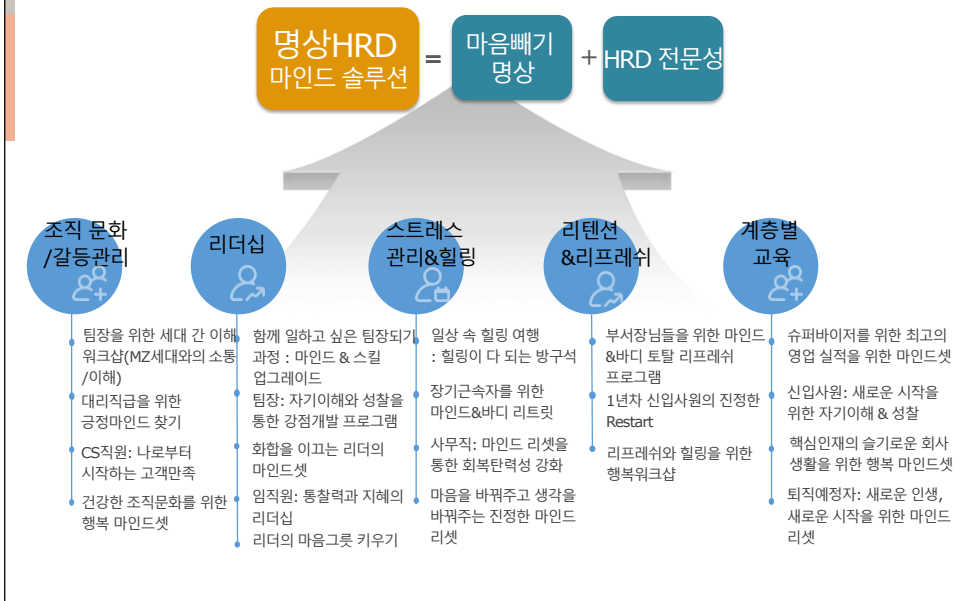 명상HRD
마인드 솔루션
=
마음빼기
명상
+
HRD 전문성
조직 문화
/갈등관리
팀장을 위한 세대 간 이해
워크샵(MZ세대와의 소통
/이해)
대리직급을 위한
긍정마인드 찾기
CS직원: 나로부터
시작하는 고객만족
건강한 조직문화를 위한
행복 마인드셋
리더십
함께 일하고 싶은 팀장되기
과정 : 마인드 & 스킬
업그레이드
팀장: 자기이해와 성찰을
통한 강점개발 프로그램
화합을 이끄는 리더의
마인드셋
임직원: 통찰력과 지혜의
리더십
리더의 마음그릇 키우기
스트레스
관리&힐링
일상 속 힐링 여행
: 힐링이 다 되는 방구석
장기근속자를 위한
마인드&바디 리트릿
사무직: 마인드 리셋을
통한 회복탄력성 강화
마음을 바꿔주고 생각을
바꿔주는 진정한 마인드
리셋
리텐션
&리프레쉬
부서장님들을 위한 마인드
&바디 토탈 리프레쉬
프로그램
1년차 신입사원의 진정한
Restart
리프레쉬와 힐링을 위한
행복워크샵
계층별
교육
슈퍼바이저를 위한 최고의
영업 실적을 위한 마인드셋
신입사원: 새로운 시작을
위한 자기이해 & 성찰
핵심인재의 슬기로운 회사
생활을 위한 행복 마인드셋
퇴직예정자: 새로운 인생,
새로운 시작을 위한 마인드
리셋